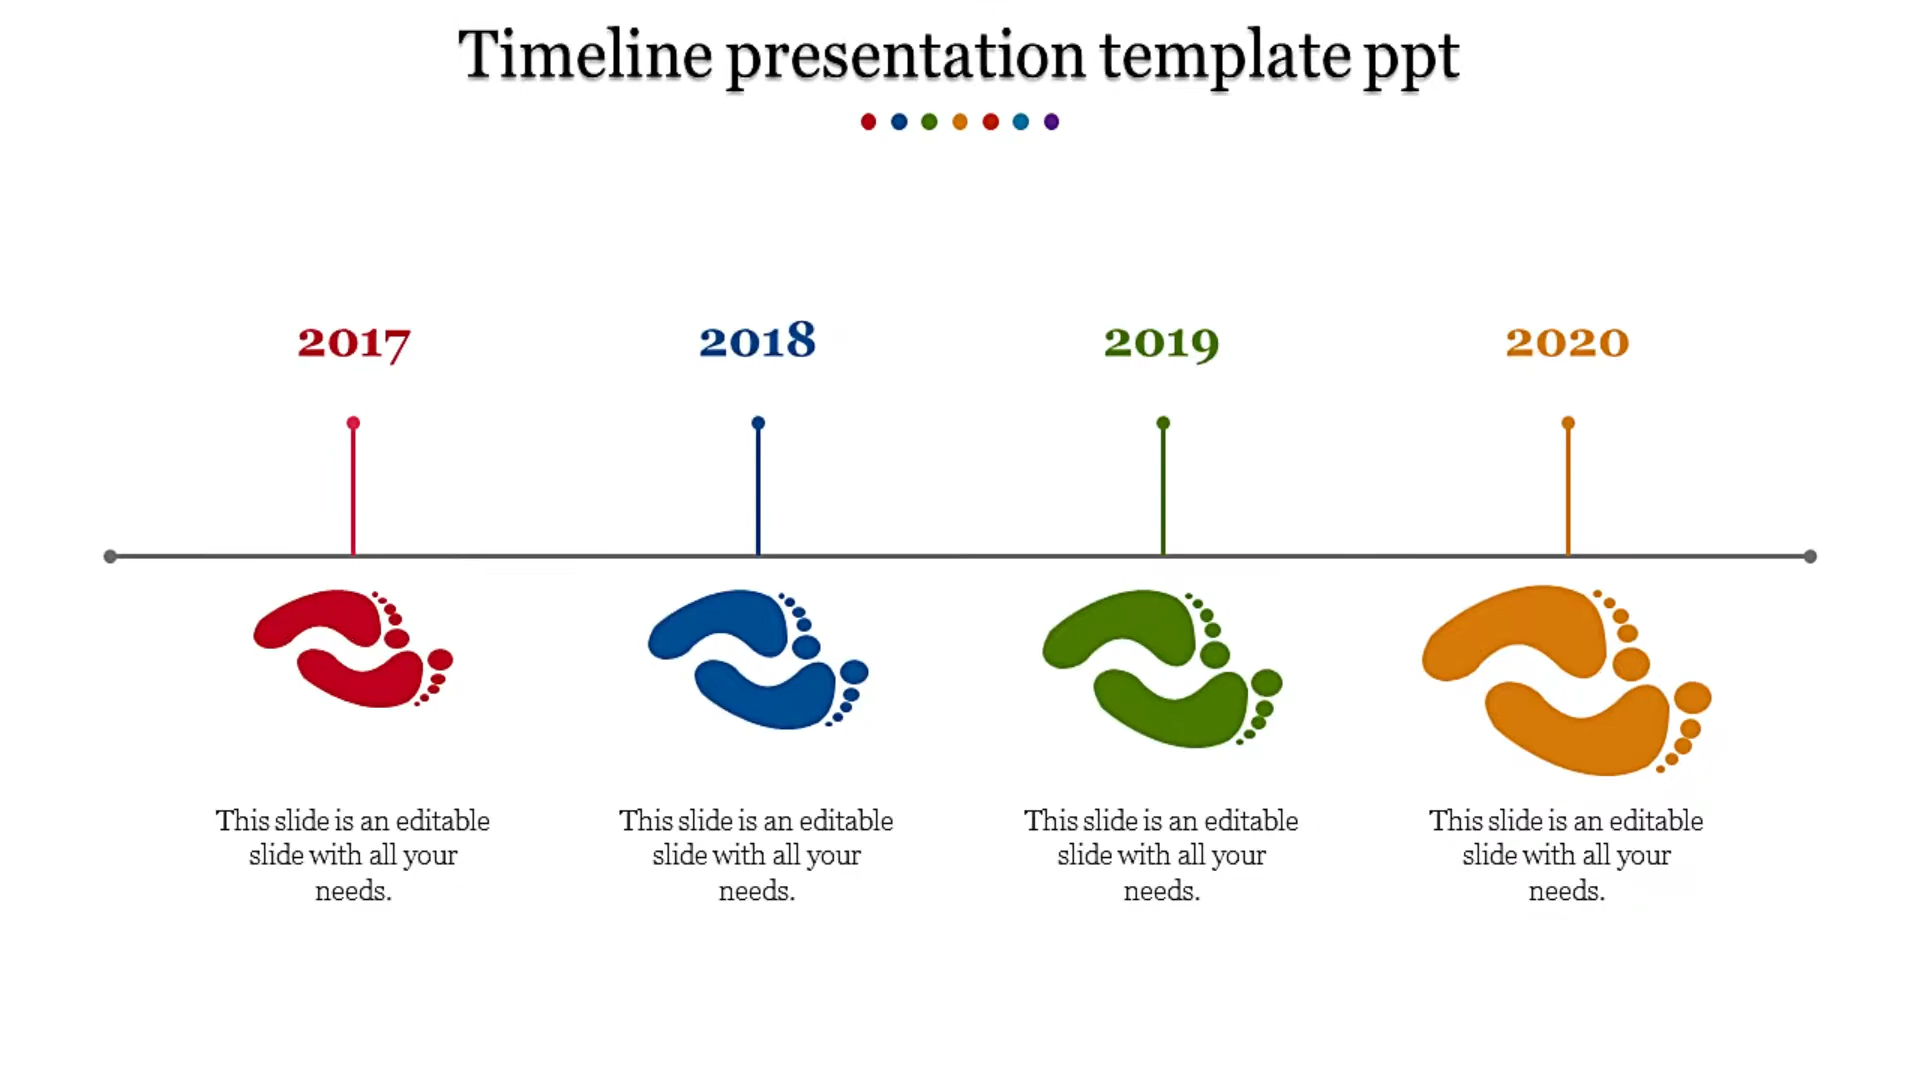 Timeline presentation template ppt
2017
2018
2019
2020
This slide is an editable
slide with all your
needs.
This slide is an editable
slide with all your
needs.
This slide is an editable
slide with all your
needs.
This slide is an editable
slide with all your
needs.